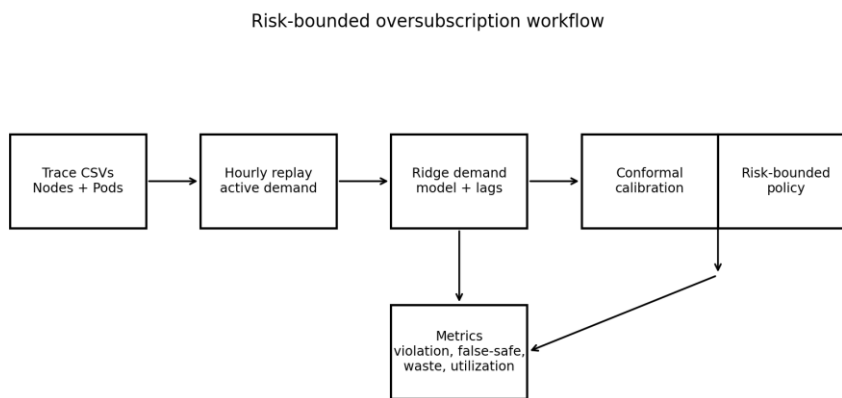 Risk-bounded oversubscription workflow
Trace CSVs
Nodes + Pods
Hourly replay
active demand
Ridge demand
model + lags
Conformal
calibration
Risk-bounded
policy
Metrics
violation, false-safe,
waste, utilization